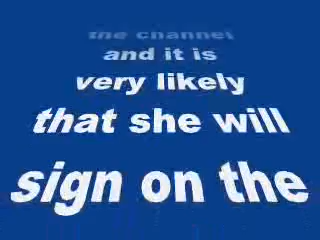 the channel
and it is
very likely
that she will
sign on the